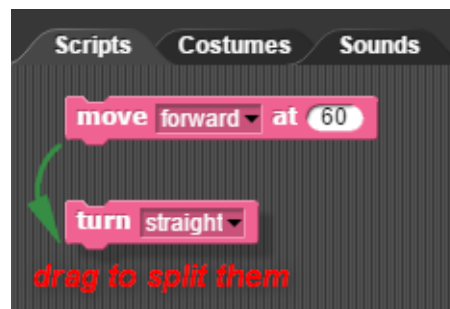 Scripts Costumes Sounds
move forward at 60
turn straight
drag to split them